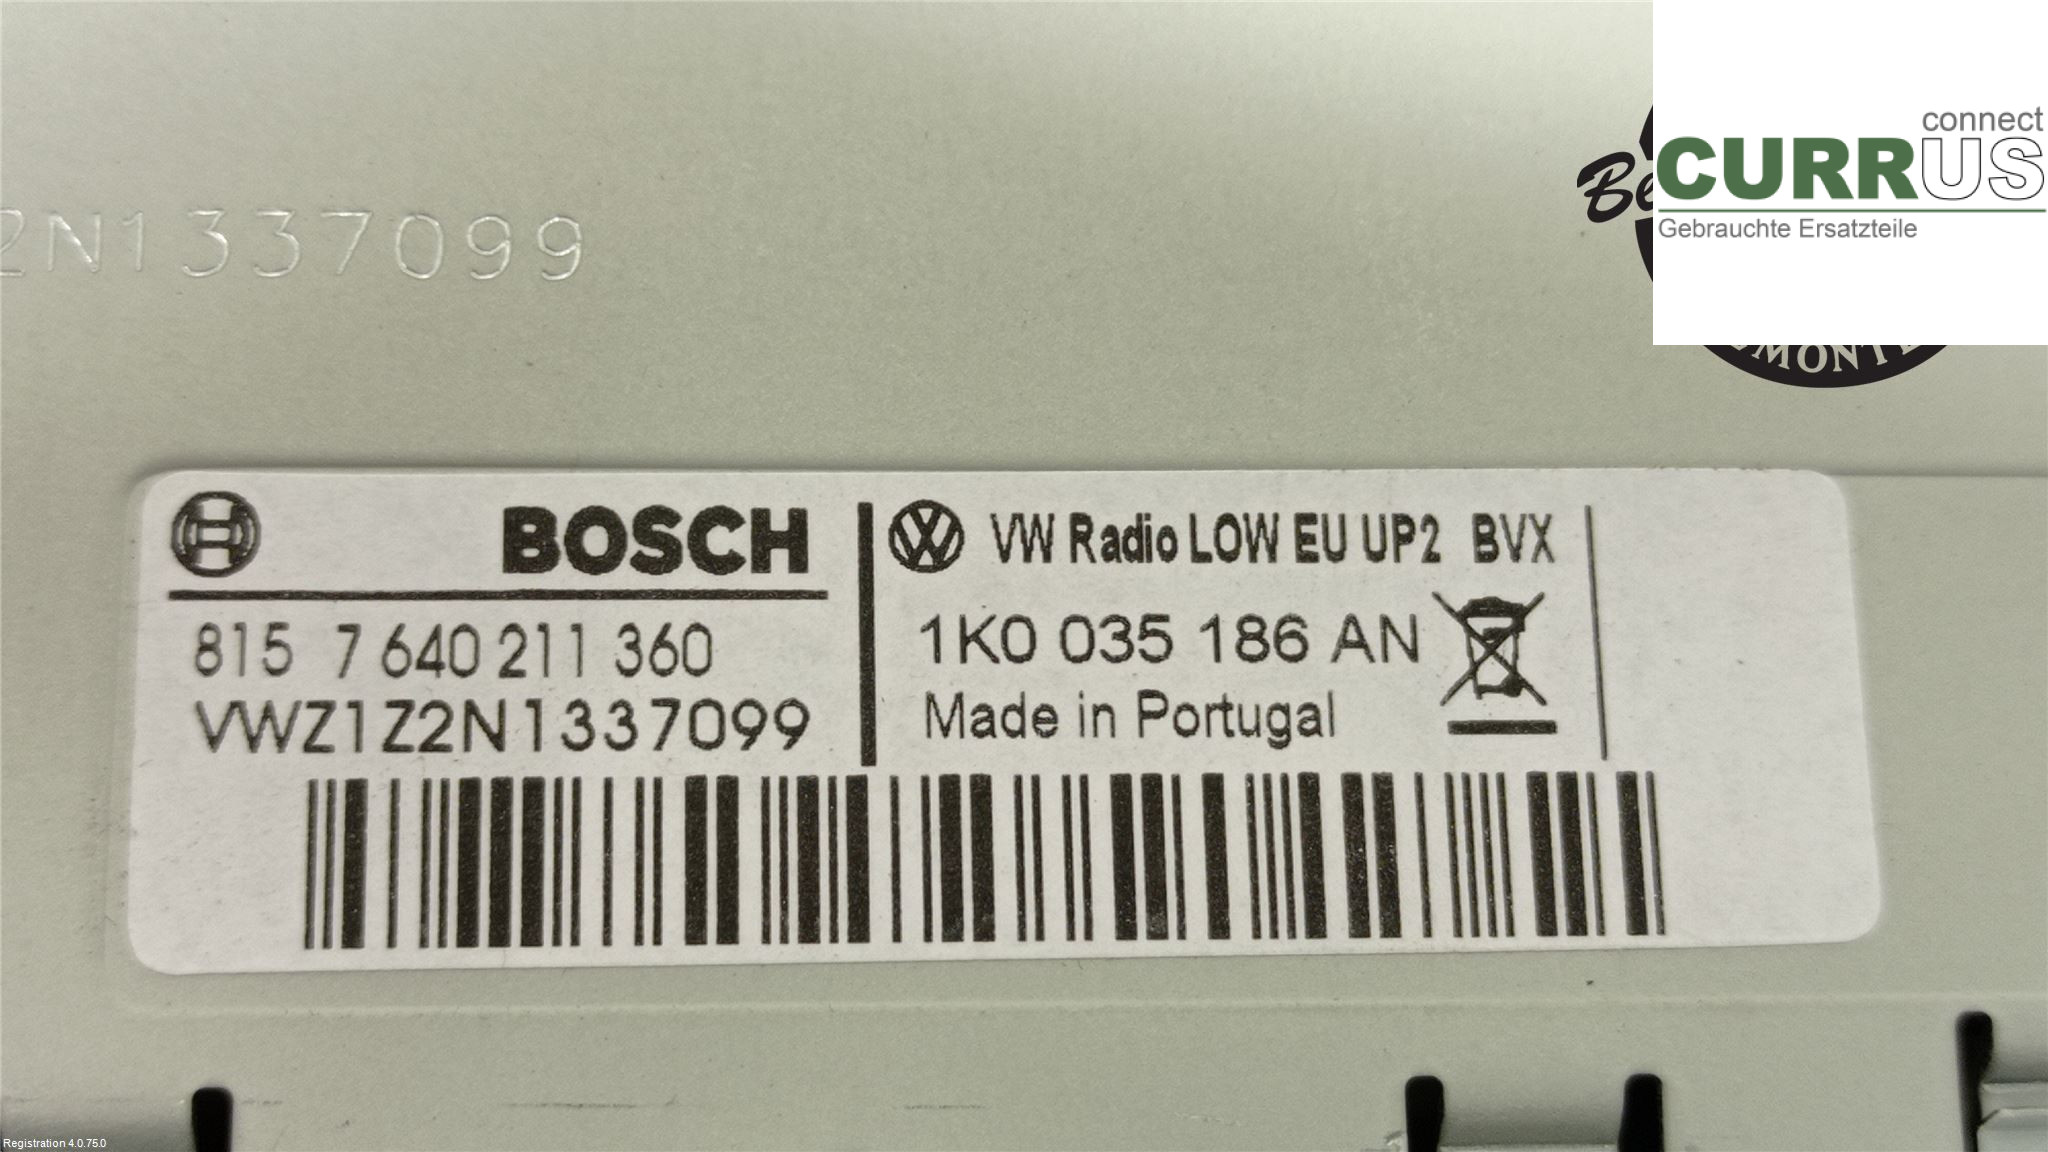 connect
CURRUS
Gebrauchte Ersatzteile
2N1337099
BOSCH
815 7 640 211 360
VWZ1Z2N1337099
VW Radio LOW EU UP2 BVX
1K0 035 186 AN
Made in Portugal
Registration 4.0.75.0